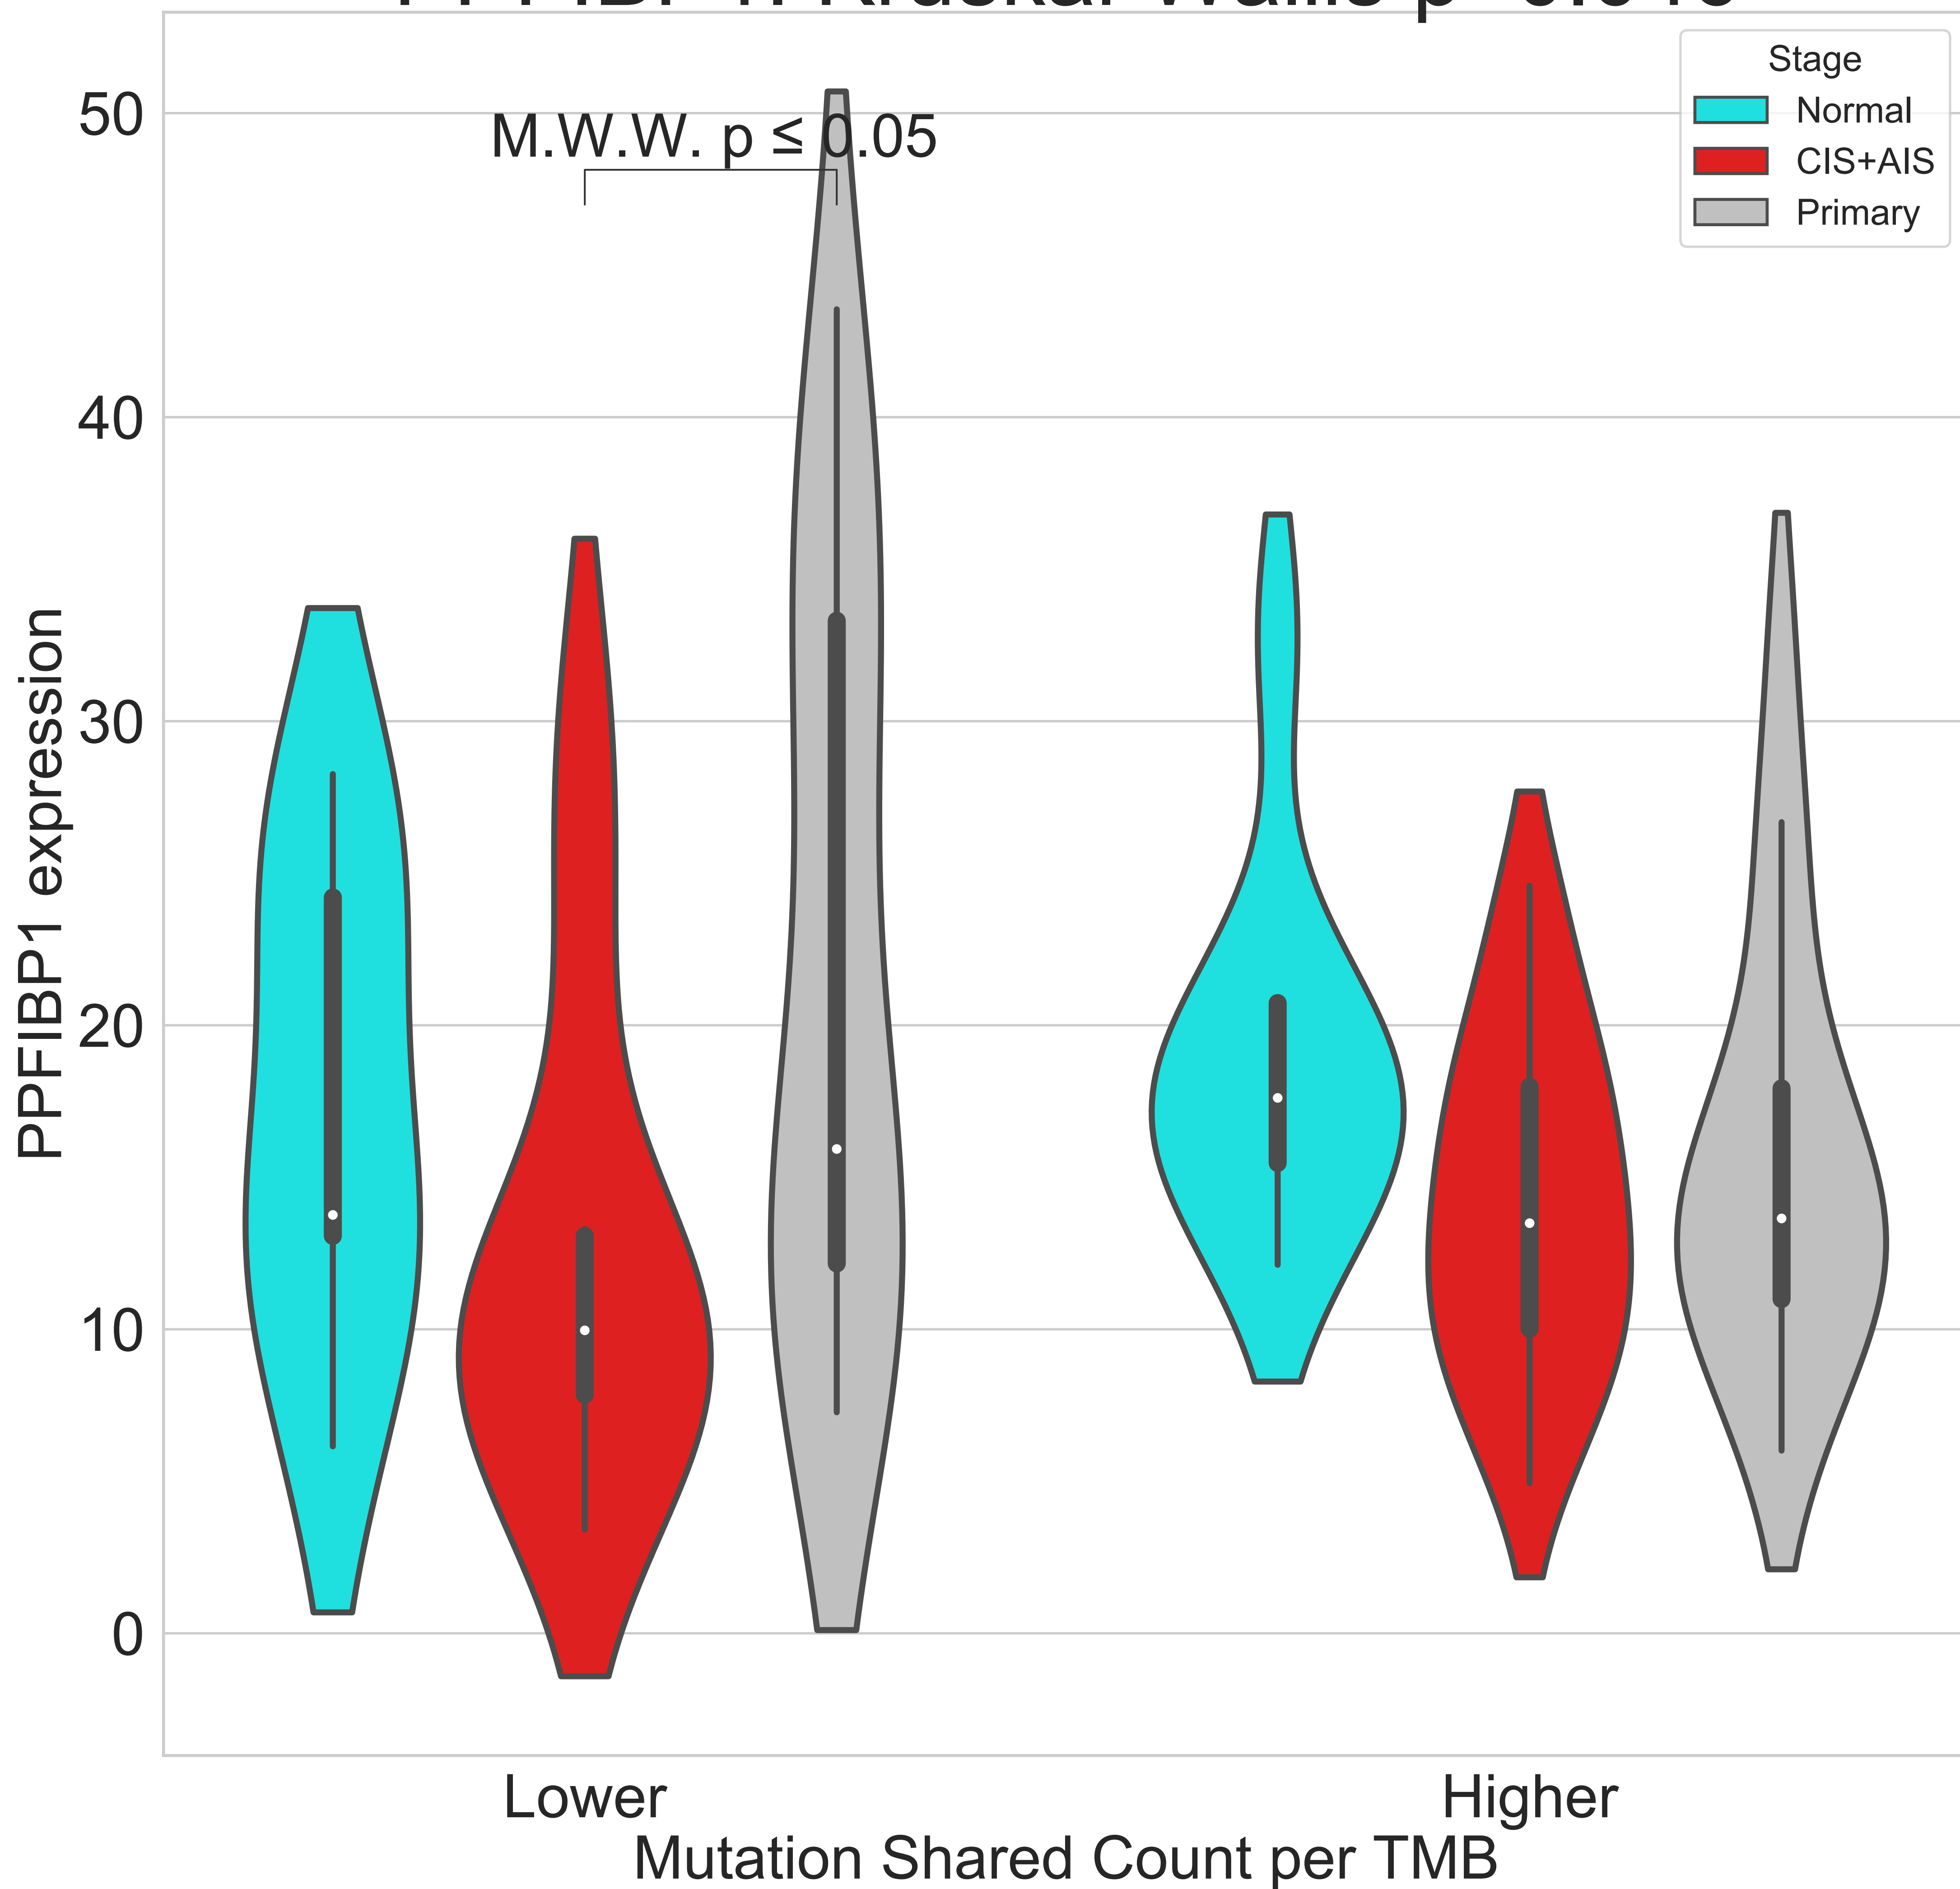 50
40
30
20
10
0
PPFIBP1 expression
M.W.W. p ≤ 0.05
Stage
Normal
CIS+AIS
Primary
Lower
Higher
Mutation Shared Count per TMB